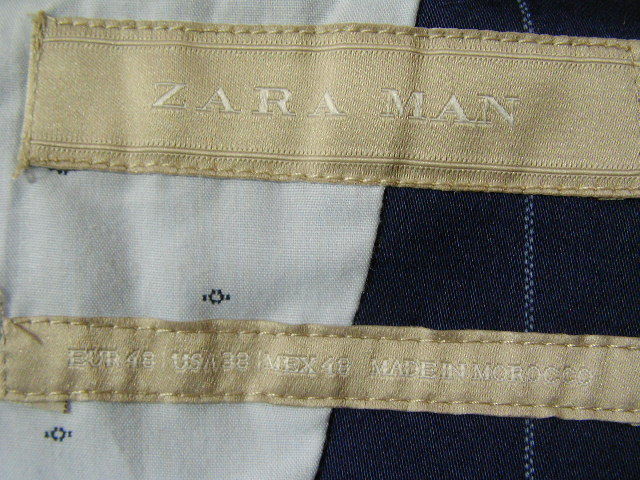 ZARA MAN
EUR 48 USA 38 MEX 48 MADE IN MOROCCO